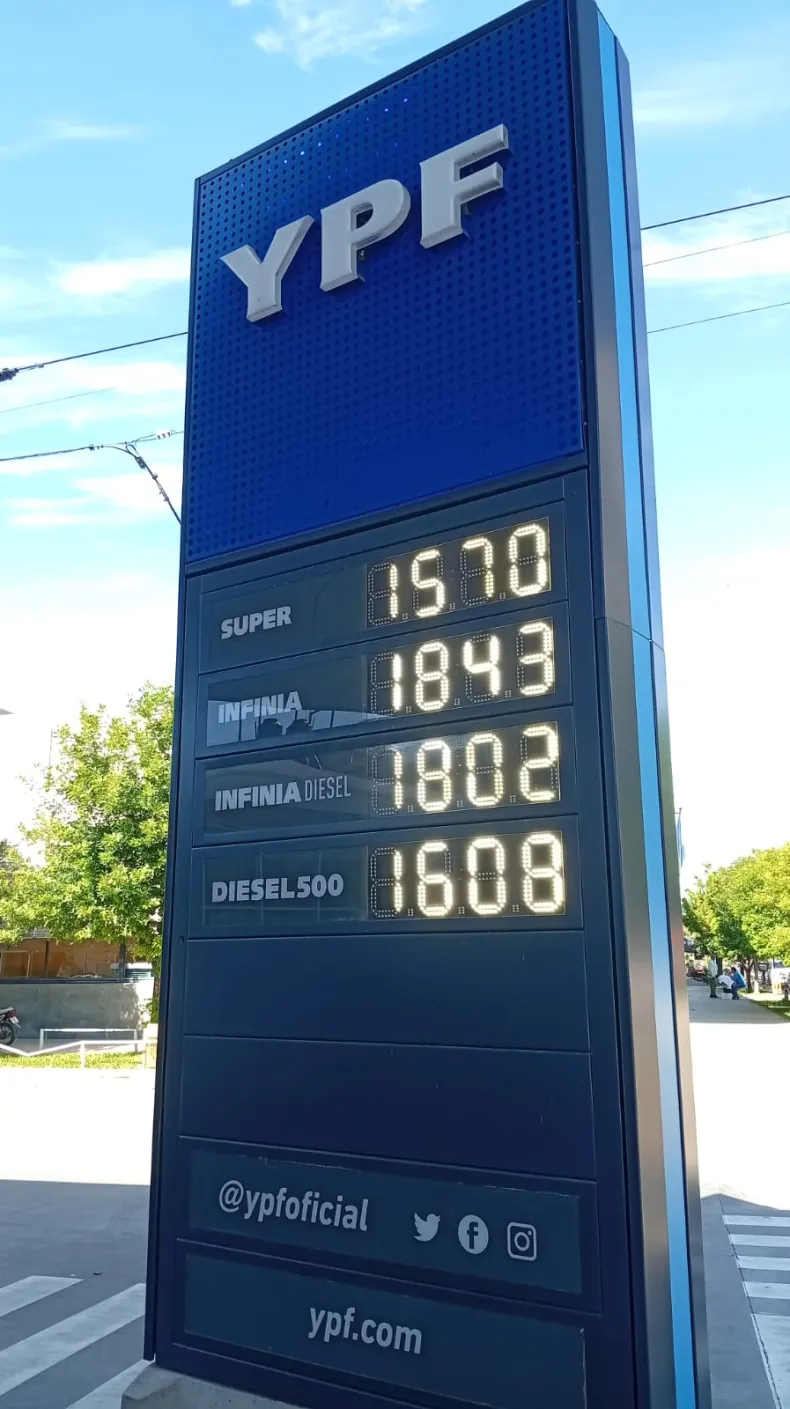 YPF
SUPER 1570
INFINIA 1843
INFINIA DIESEL 1802
DIESEL500 1608
@ypfoficial
ypf.com